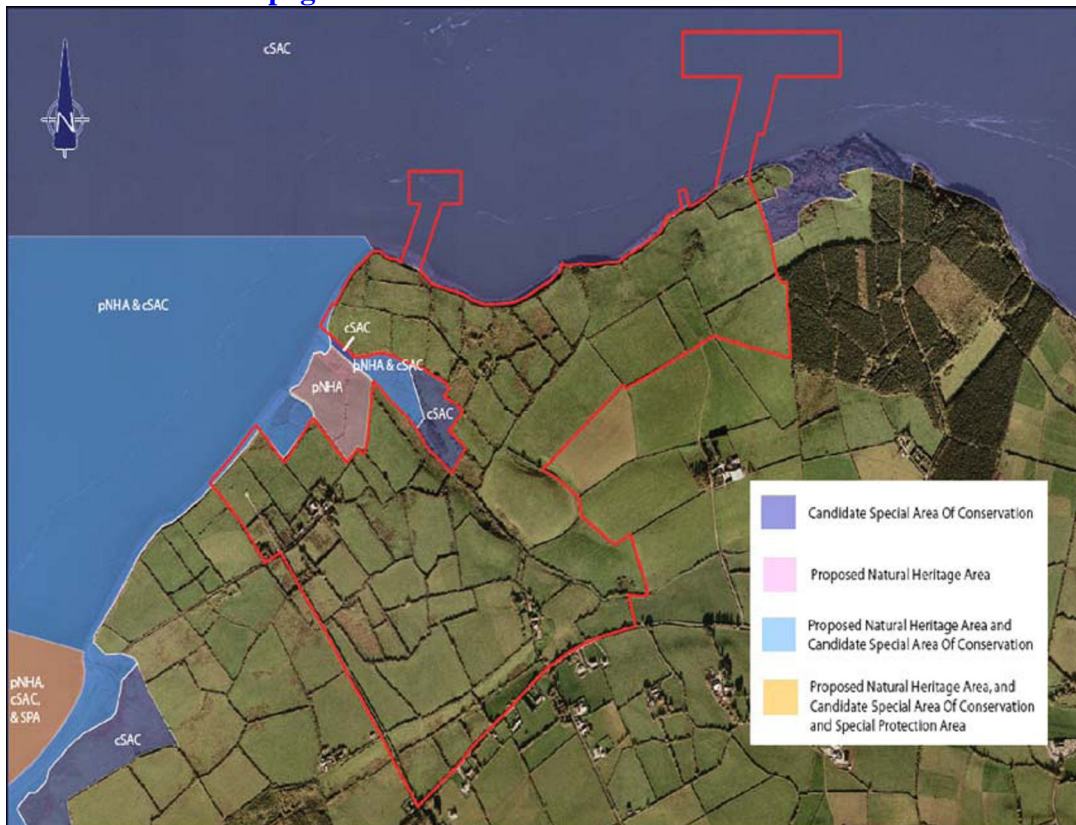 cSAC
N
pNHA & cSAC
cSAC
pNHA & cSAC
pNHA
cSAC
pNHA,
cSAC,
& SPA
cSAC
Candidate Special Area Of Conservation
Proposed Natural Heritage Area
Proposed Natural Heritage Area and
Candidate Special Area Of Conservation
Proposed Natural Heritage Area, and
Candidate Special Area Of Conservation
and Special Protection Area